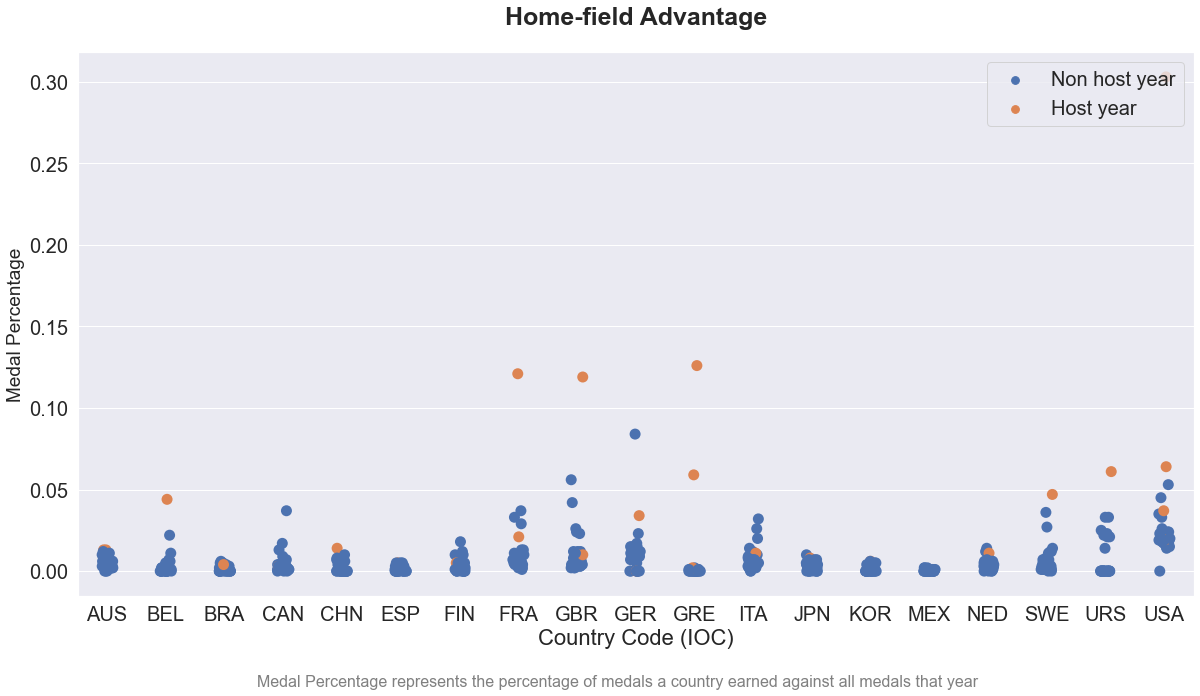 Home-field Advantage
Non host year
Host year
0.30
0.25
0.20
0.15
0.10
0.05
0.00
Medal Percentage
AUS BEL BRA CAN CHN ESP FIN FRA GBR GER GRE ITA JPN KOR MEX NED SWE URS USA
Country Code (IOC)
Medal Percentage represents the percentage of medals a country earned against all medals that year